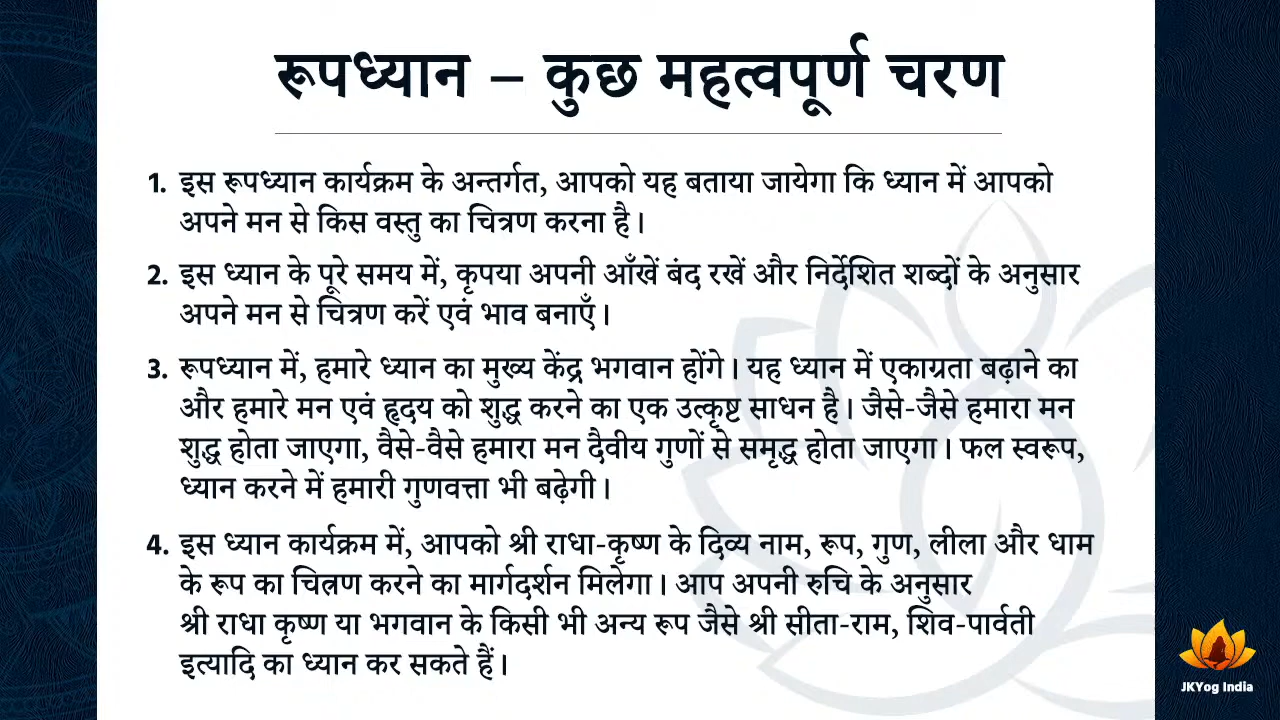 रूपध्यान – कुछ महत्वपूर्ण चरण
1. इस रूपध्यान कार्यक्रम के अन्तर्गत, आपको यह बताया जायेगा कि ध्यान में आपको
अपने मन से किस वस्तु का चित्रण करना है।
2. इस ध्यान के पूरे समय में, कृपया अपनी आँखें बंद रखें और निर्देशित शब्दों के अनुसार
अपने मन से चित्रण करें एवं भाव बनाएँ।
3. रूपध्यान में, हमारे ध्यान का मुख्य केंद्र भगवान होंगे। यह ध्यान में एकाग्रता बढ़ाने का
और हमारे मन एवं हृदय को शुद्ध करने का एक उत्कृष्ट साधन है। जैसे-जैसे हमारा मन
शुद्ध होता जाएगा, वैसे-वैसे हमारा मन दैवीय गुणों से समृद्ध होता जाएगा। फल स्वरूप,
ध्यान करने में हमारी गुणवत्ता भी बढ़ेगी।
4. इस ध्यान कार्यक्रम में, आपको श्री राधा-कृष्ण के दिव्य नाम, रूप, गुण, लीला और धाम
के रूप का चित्रण करने का मार्गदर्शन मिलेगा। आप अपनी रुचि के अनुसार
श्री राधा कृष्ण या भगवान के किसी भी अन्य रूप जैसे श्री सीता-राम, शिव-पार्वती
इत्यादि का ध्यान कर सकते हैं।
JKYog India